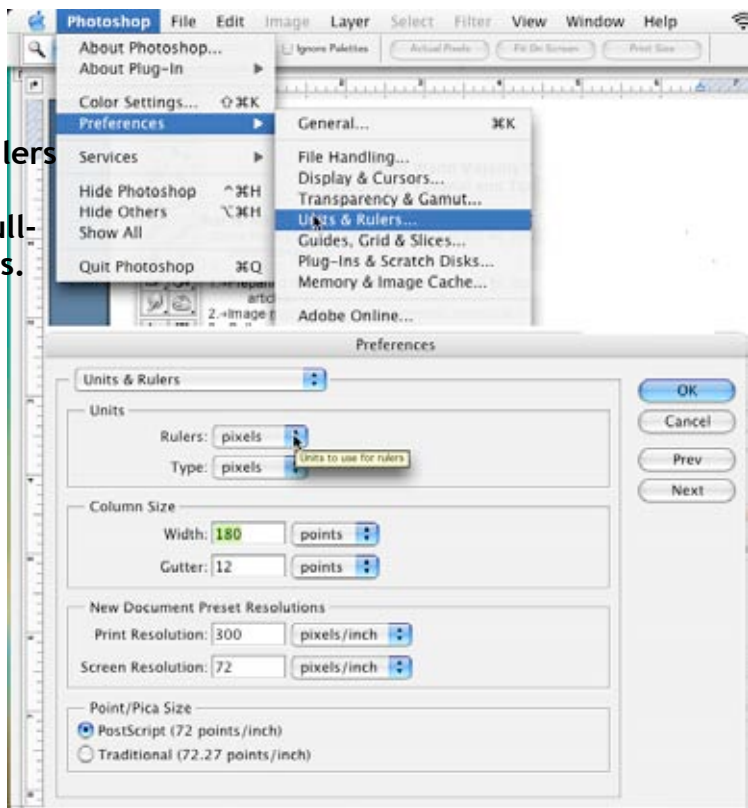 Photoshop File Edit Image Layer Select Filter View Window Help
Ignore Palettes Actual Pixels Fit On Screen Print Size
About Photoshop...
About Plug-In
Color Settings... ⇧⌘K
Preferences
Services
Hide Photoshop ^⌘H
Hide Others ⌥⌘H
Show All
Quit Photoshop ⌘Q
General... ⌘K
File Handling...
Display & Cursors...
Transparency & Gamut...
Units & Rulers...
Guides, Grid & Slices...
Plug-Ins & Scratch Disks...
Memory & Image Cache...
Adobe Online...
lers
ull-
s.
artic
2.→Image
Preferences
Units & Rulers
OK
Cancel
Prev
Next
Units
Rulers: pixels
Units to use for rulers
Type: pixels
Column Size
Width: 180 points
Gutter: 12 points
New Document Preset Resolutions
Print Resolution: 300 pixels/inch
Screen Resolution: 72 pixels/inch
Point/Pica Size
PostScript (72 points/inch)
Traditional (72.27 points/inch)